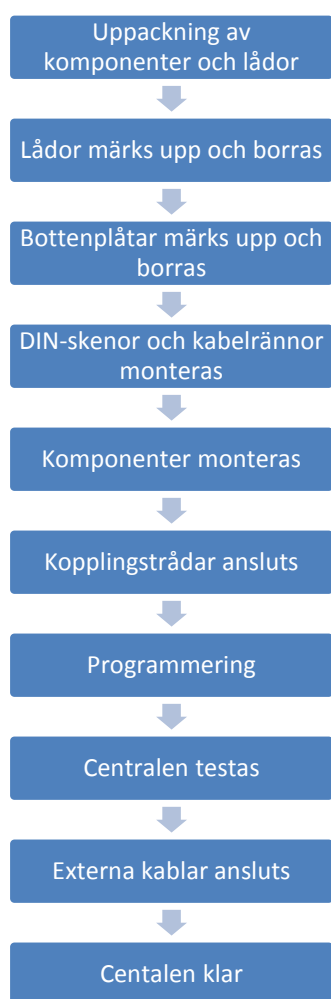 Uppackning av
komponenter och lådor
Lådor märks upp och borras
Bottenplåtar märks upp och
borras
DIN-skenor och kabelrännor
monteras
Komponenter monteras
Kopplingstrådar ansluts
Programmering
Centralen testas
Externa kablar ansluts
Centalen klar